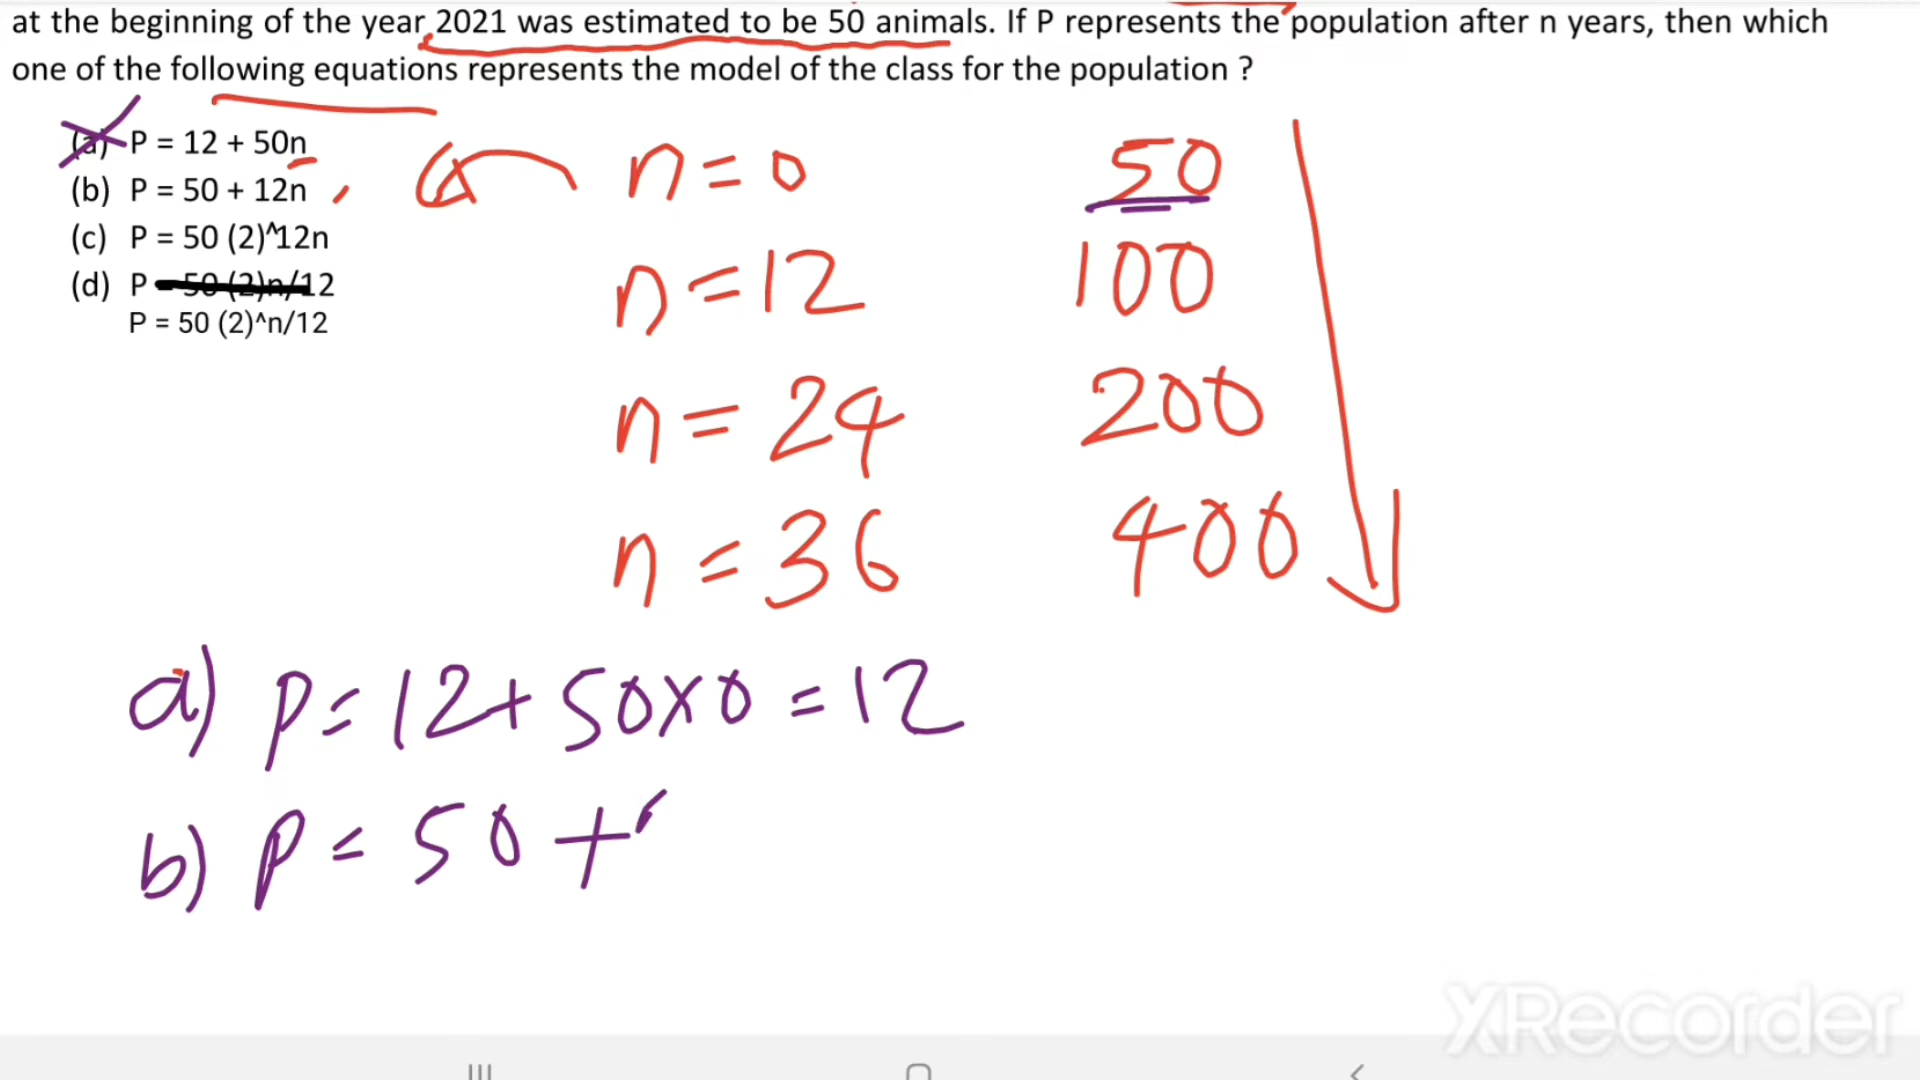 at the beginning of the year 2021 was estimated to be 50 animals. If P represents the population after n years, then which
one of the following equations represents the model of the class for the population ?
(a) P = 12 + 50n
(b) P = 50 + 12n
(c) P = 50 (2)^12n
(d) P = 50 (2)n/12
P = 50 (2)^n/12
n=0 50
n=12 100
n=24 200
n=36 400
a) P=12+50x0=12
b) P=50+
XRecorder